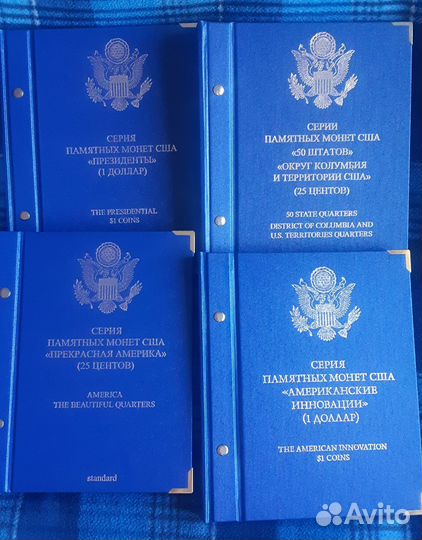 СЕРИЯ
ПАМЯТНЫХ МОНЕТ США
«ПРЕЗИДЕНТЫ»
(1 ДОЛЛАР)
THE PRESIDENTIAL
$1 COINS
СЕРИИ
ПАМЯТНЫХ МОНЕТ США
«50 ШТАТОВ»
«ОКРУГ КОЛУМБИЯ
И ТЕРРИТОРИИ США»
(25 ЦЕНТОВ)
50 STATE QUARTERS
DISTRICT OF COLUMBIA AND
U.S. TERRITORIES QUARTERS
СЕРИЯ
ПАМЯТНЫХ МОНЕТ США
«ПРЕКРАСНАЯ АМЕРИКА»
(25 ЦЕНТОВ)
AMERICA
THE BEAUTIFUL QUARTERS
standard
СЕРИЯ
ПАМЯТНЫХ МОНЕТ США
«АМЕРИКАНСКИЕ
ИННОВАЦИИ»
(1 ДОЛЛАР)
THE AMERICAN INNOVATION
$1 COINS
Avito